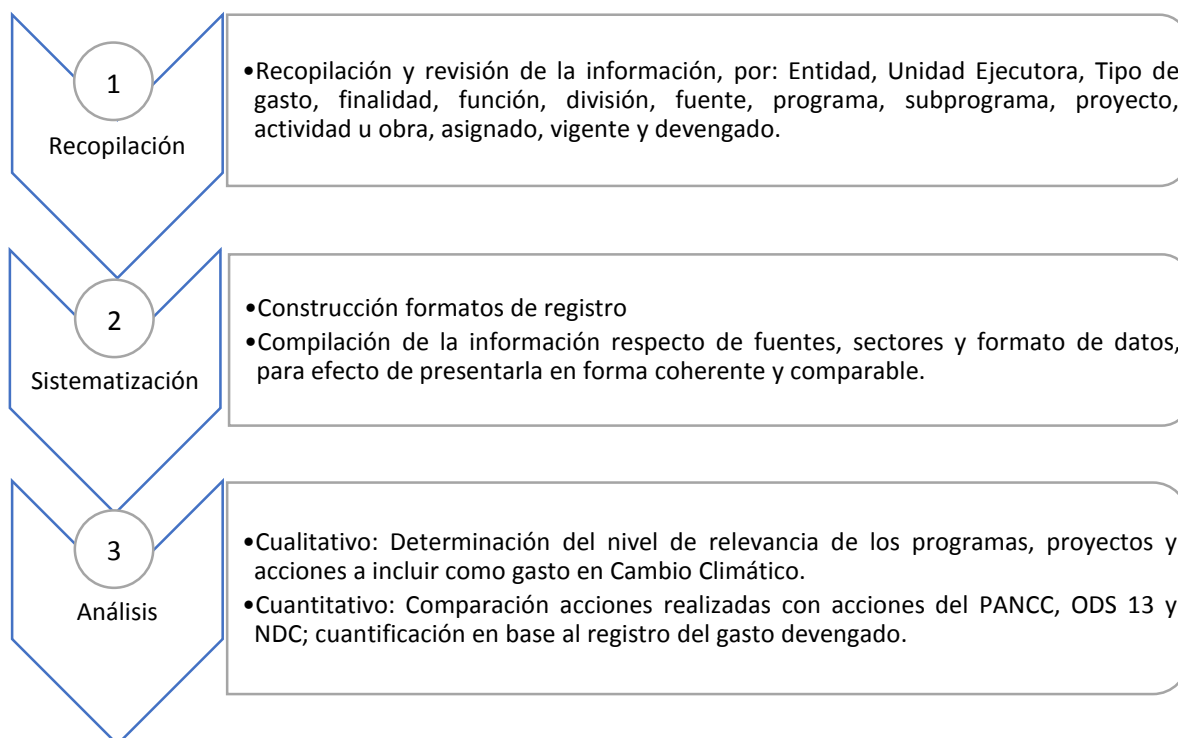 1
Recopilación
•Recopilación y revisión de la información, por: Entidad, Unidad Ejecutora, Tipo de
gasto, finalidad, función, división, fuente, programa, subprograma, proyecto,
actividad u obra, asignado, vigente y devengado.
2
Sistematización
•Construcción formatos de registro
•Compilación de la información respecto de fuentes, sectores y formato de datos,
para efecto de presentarla en forma coherente y comparable.
3
Análisis
•Cualitativo: Determinación del nivel de relevancia de los programas, proyectos y
acciones a incluir como gasto en Cambio Climático.
•Cuantitativo: Comparación acciones realizadas con acciones del PANCC, ODS 13 y
NDC; cuantificación en base al registro del gasto devengado.